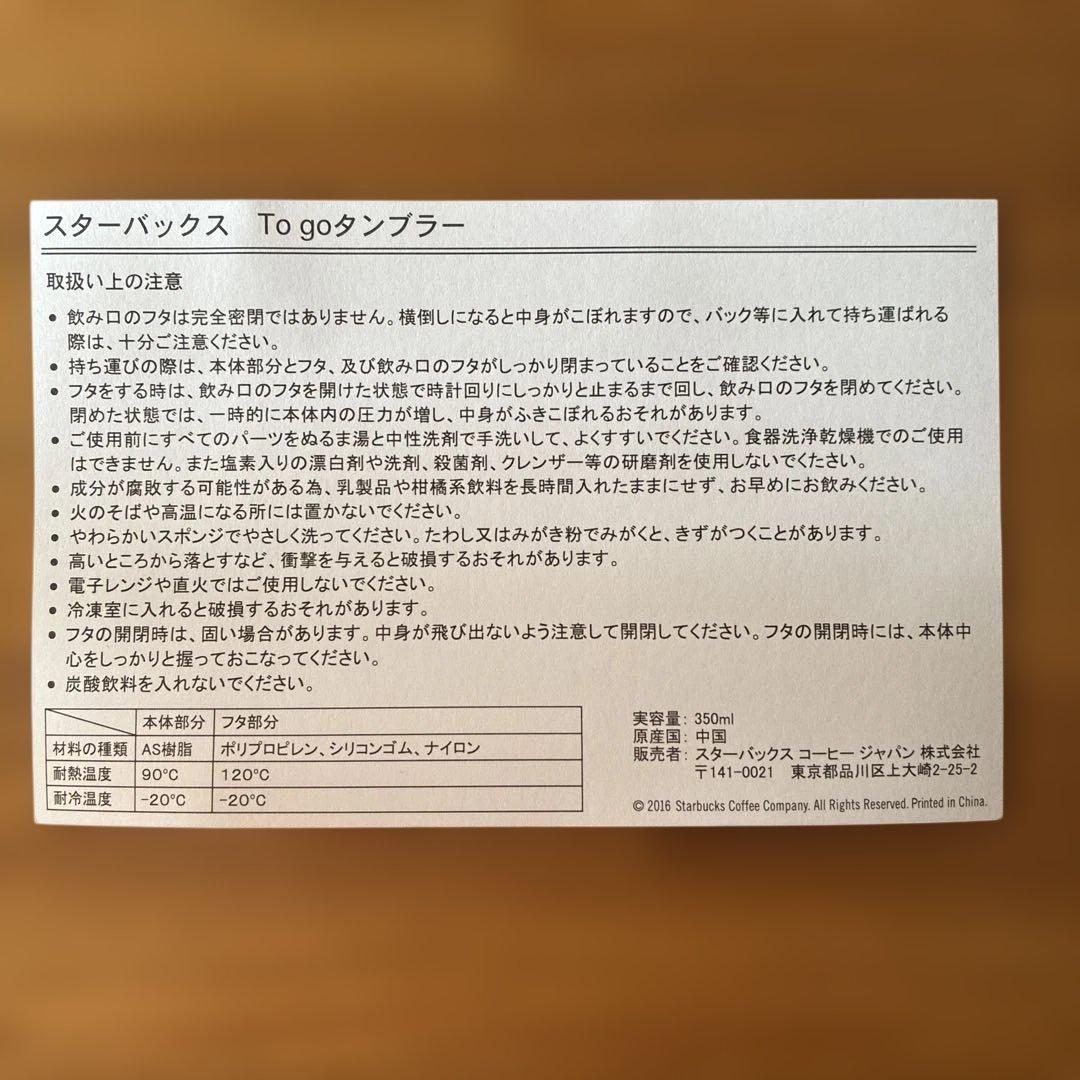 スターバックス　To goタンブラー
取扱い上の注意
● 飲み口のフタは完全密閉ではありません。横倒しになると中身がこぼれますので、バック等に入れて持ち運ばれる
際は、十分ご注意ください。
● 持ち運びの際は、本体部分とフタ、及び飲み口のフタがしっかり閉まっていることをご確認ください。
● フタをする時は、飲み口のフタを開けた状態で時計回りにしっかりと止まるまで回し、飲み口のフタを閉めてください。
閉めた状態では、一時的に本体内の圧力が増し、中身がふきこぼれるおそれがあります。
● ご使用前にすべてのパーツをぬるま湯と中性洗剤で手洗いして、よくすすいでください。食器洗浄乾燥機でのご使用
はできません。また塩素入りの漂白剤や洗剤、殺菌剤、クレンザー等の研磨剤を使用しないでください。
● 成分が腐敗する可能性がある為、乳製品や柑橘系飲料を長時間入れたままにせず、お早めにお飲みください。
● 火のそばや高温になる所には置かないでください。
● やわらかいスポンジでやさしく洗ってください。たわし又はみがき粉でみがくと、きずがつくことがあります。
● 高いところから落とすなど、衝撃を与えると破損するおそれがあります。
● 電子レンジや直火ではご使用しないでください。
● 冷凍室に入れると破損するおそれがあります。
● フタの開閉時は、固い場合があります。中身が飛び出ないよう注意して開閉してください。フタの開閉時には、本体中
心をしっかりと握っておこなってください。
● 炭酸飲料を入れないでください。
本体部分 フタ部分
材料の種類 AS樹脂 ポリプロピレン、シリコンゴム、ナイロン
耐熱温度 90℃ 120℃
耐冷温度 -20℃ -20℃
実容量：350ml
原産国：中国
販売者：スターバックス コーヒー ジャパン 株式会社
〒141-0021　東京都品川区上大崎2-25-2
© 2016 Starbucks Coffee Company. All Rights Reserved. Printed in China.